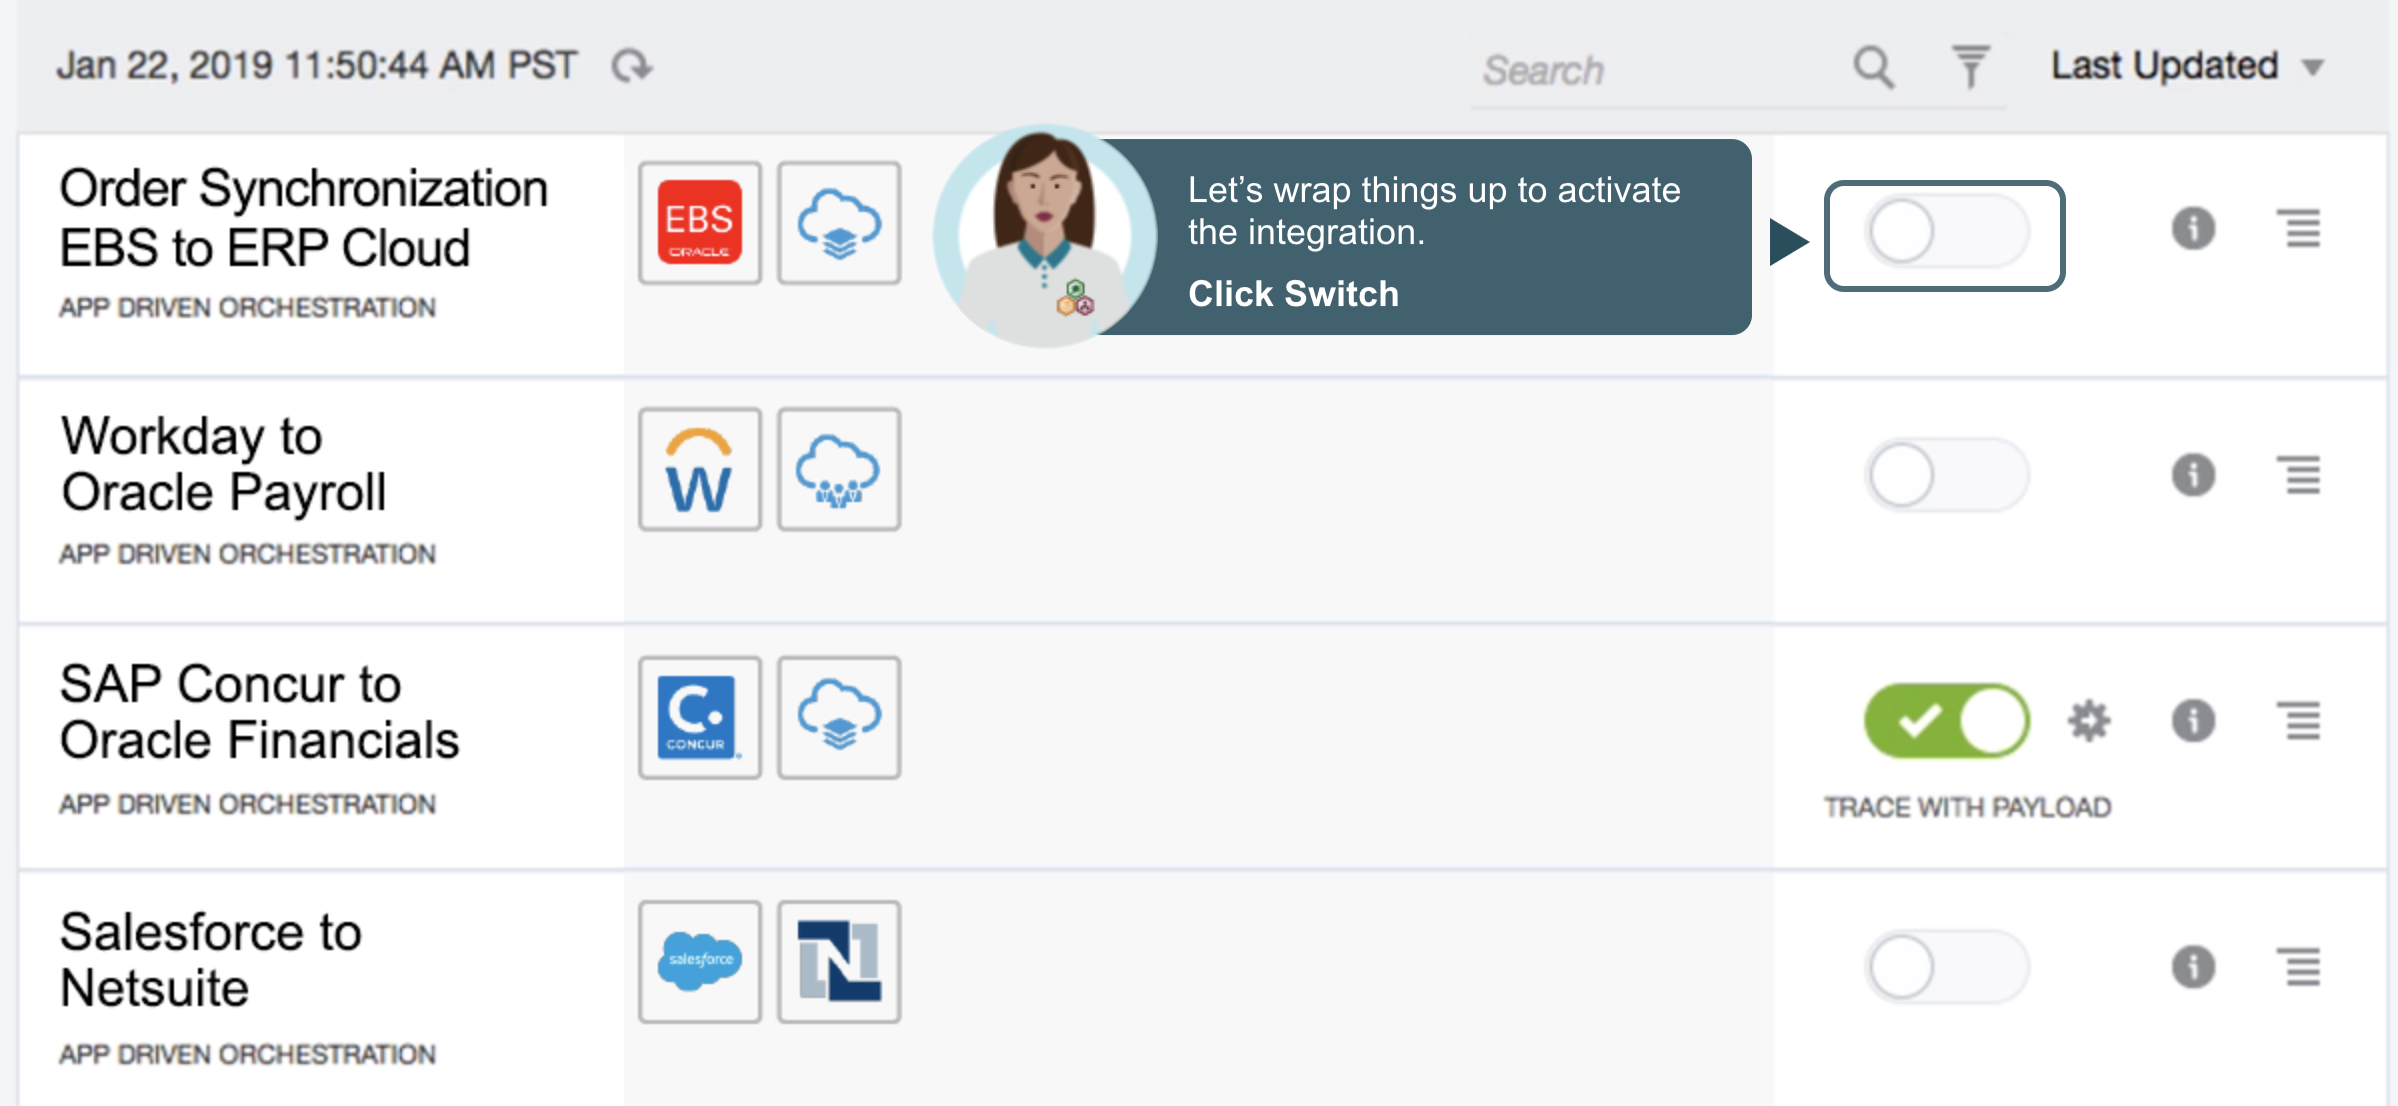 Jan 22, 2019 11:50:44 AM PST
Search
Last Updated
Order Synchronization
EBS to ERP Cloud
APP DRIVEN ORCHESTRATION
EBS
ORACLE
Let’s wrap things up to activate
the integration.
Click Switch
Workday to
Oracle Payroll
APP DRIVEN ORCHESTRATION
W
SAP Concur to
Oracle Financials
APP DRIVEN ORCHESTRATION
C.
CONCUR
TRACE WITH PAYLOAD
Salesforce to
Netsuite
APP DRIVEN ORCHESTRATION
salesforce
N